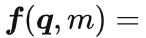 f(q, m) =